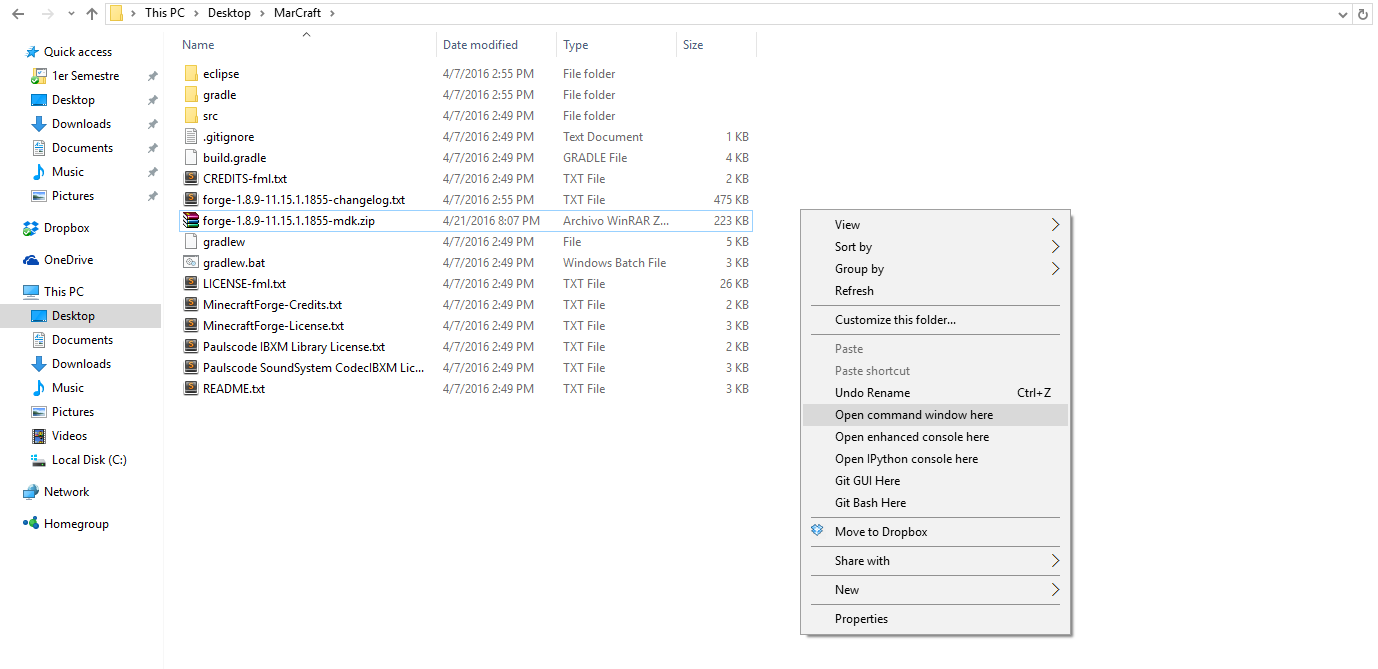 This PC > Desktop > MarCraft >
Quick access
1er Semestre
Desktop
Downloads
Documents
Music
Pictures
Dropbox
OneDrive
This PC
Desktop
Documents
Downloads
Music
Pictures
Videos
Local Disk (C:)
Network
Homegroup
Name Date modified Type Size
eclipse 4/7/2016 2:55 PM File folder
gradle 4/7/2016 2:55 PM File folder
src 4/7/2016 2:49 PM File folder
.gitignore 4/7/2016 2:49 PM Text Document 1 KB
build.gradle 4/7/2016 2:49 PM GRADLE File 4 KB
CREDITS-fml.txt 4/7/2016 2:49 PM TXT File 2 KB
forge-1.8.9-11.15.1.1855-changelog.txt 4/7/2016 2:55 PM TXT File 475 KB
forge-1.8.9-11.15.1.1855-mdk.zip 4/21/2016 8:07 PM Archivo WinRAR Z... 223 KB
gradlew 4/7/2016 2:49 PM File 5 KB
gradlew.bat 4/7/2016 2:49 PM Windows Batch File 3 KB
LICENSE-fml.txt 4/7/2016 2:49 PM TXT File 26 KB
MinecraftForge-Credits.txt 4/7/2016 2:49 PM TXT File 2 KB
MinecraftForge-License.txt 4/7/2016 2:49 PM TXT File 3 KB
Paulscode IBXM Library License.txt 4/7/2016 2:49 PM TXT File 2 KB
Paulscode SoundSystem CodecIBXM Lic... 4/7/2016 2:49 PM TXT File 3 KB
README.txt 4/7/2016 2:49 PM TXT File 3 KB
View
Sort by
Group by
Refresh
Customize this folder...
Paste
Paste shortcut
Undo Rename Ctrl+Z
Open command window here
Open enhanced console here
Open IPython console here
Git GUI Here
Git Bash Here
Move to Dropbox
Share with
New
Properties